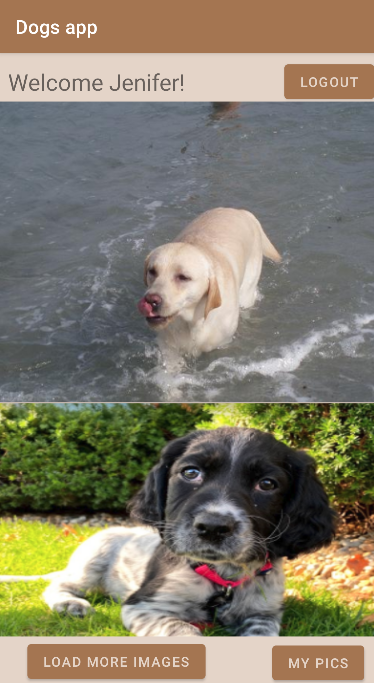 Dogs app
Welcome Jenifer!
LOGOUT
LOAD MORE IMAGES
MY PICS